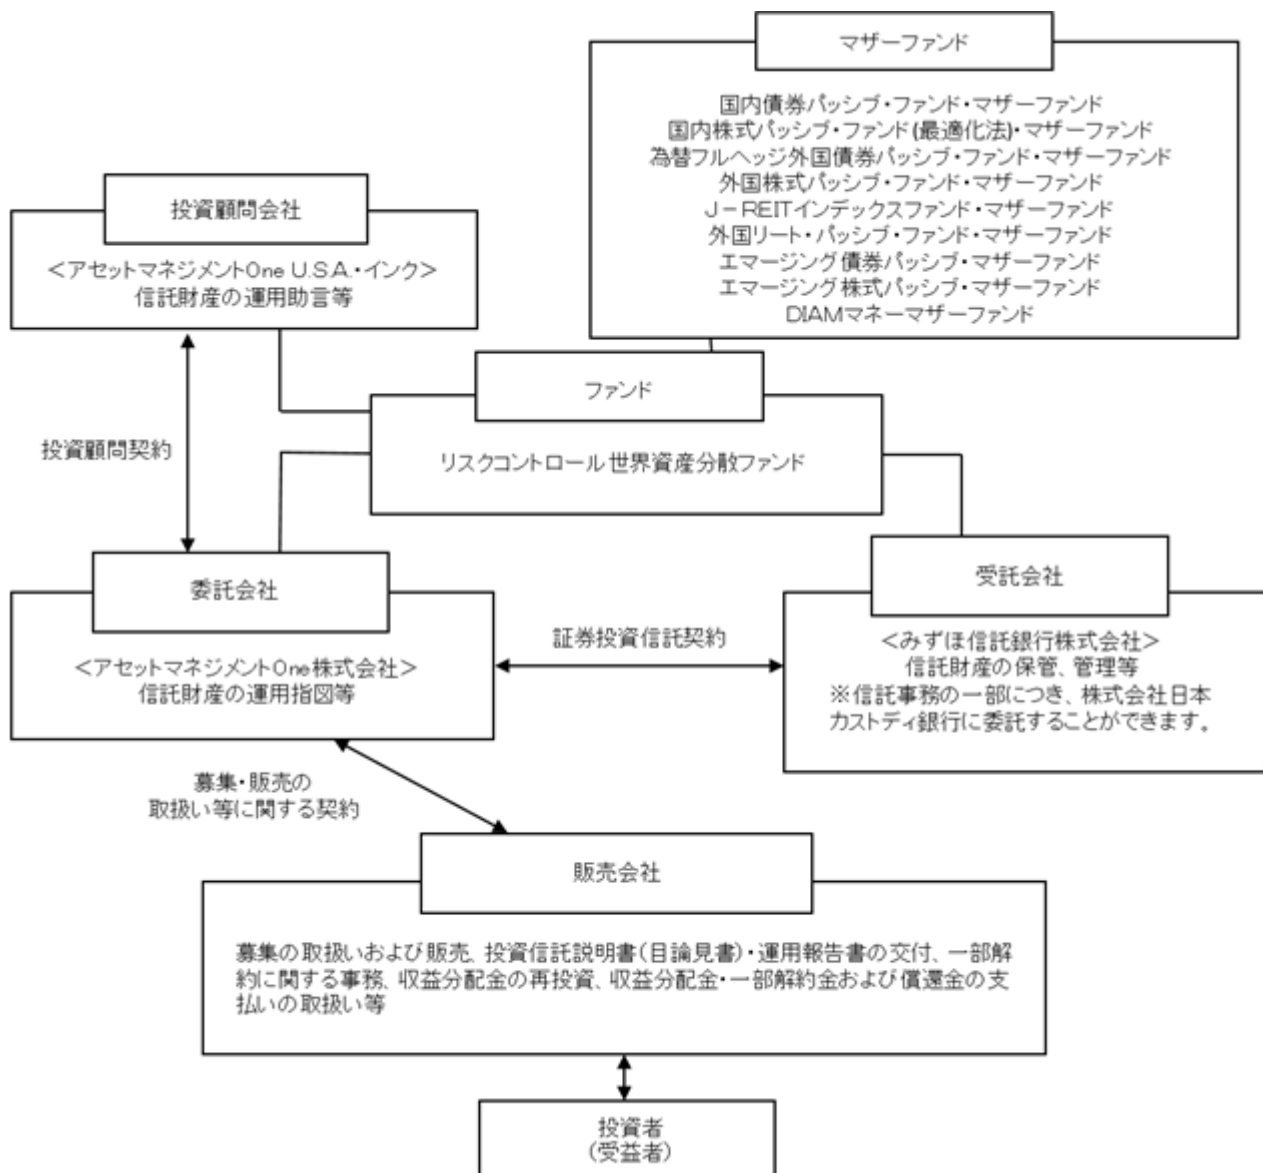 マザーファンド
国内債券パッシブ・ファンド・マザーファンド
国内株式パッシブ・ファンド(最適化法)・マザーファンド
為替フルヘッジ外国債券パッシブ・ファンド・マザーファンド
外国株式パッシブ・ファンド・マザーファンド
J－REITインデックスファンド・マザーファンド
外国リート・パッシブ・ファンド・マザーファンド
エマージング債券パッシブ・マザーファンド
エマージング株式パッシブ・マザーファンド
DIAMマネーマザーファンド
投資顧問会社
＜アセットマネジメントOne U.S.A.・インク＞
信託財産の運用助言等
ファンド
リスクコントロール世界資産分散ファンド
投資顧問契約
委託会社
＜アセットマネジメントOne株式会社＞
信託財産の運用指図等
証券投資信託契約
受託会社
＜みずほ信託銀行株式会社＞
信託財産の保管、管理等
※信託事務の一部につき、株式会社日本
カストディ銀行に委託することができます。
募集・販売の
取扱い等に関する契約
販売会社
募集の取扱いおよび販売、投資信託説明書(目論見書)・運用報告書の交付、一部解
約に関する事務、収益分配金の再投資、収益分配金・一部解約金および償還金の支
払いの取扱い等
投資者
(受益者)